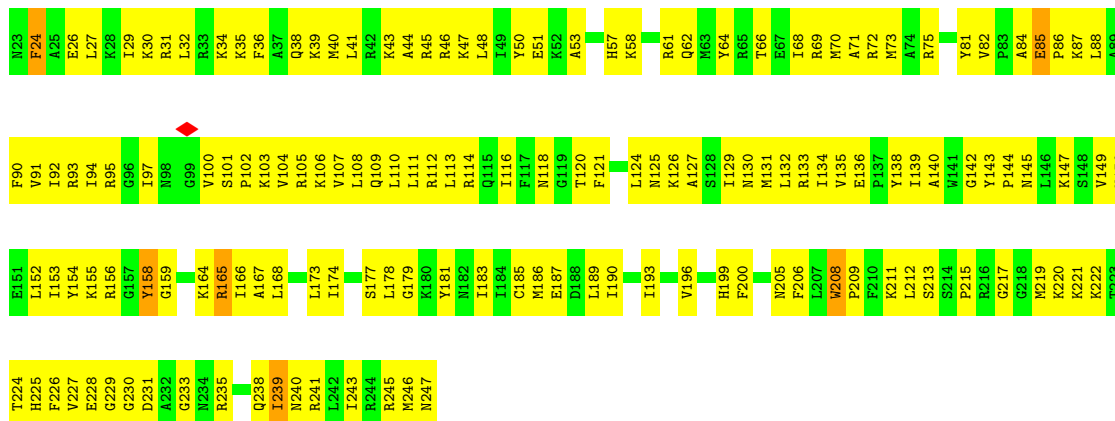 N23 F24 A25 E26 L27 K28 I29 K30 R31 L32 R33 K34 K35 F36 A37 Q38 K39 M40 L41 R42 K43 A44 R45 R46 K47 L48 I49 Y50 E51 K52 A53 H57 K58 R61 Q62 M63 Y64 R65 T66 E67 I68 R69 M70 A71 R72 M73 A74 R75 Y81 V82 P83 A84 E85 P86 K87 L88 A89
F90 V91 I92 R93 I94 R95 G96 I97 N98 G99 V100 S101 P102 K103 V104 R105 K106 V107 L108 Q109 L110 L111 R112 L113 R114 Q115 I116 F117 N118 G119 T120 F121 L124 N125 K126 A127 S128 I129 N130 M131 L132 R133 I134 V135 E136 P137 Y138 I139 A140 W141 G142 Y143 P144 N145 L146 K147 S148 V149
E151 L152 I153 Y154 K155 R156 G157 Y158 G159 K164 R165 I166 A167 L168 L173 I174 S177 L178 G179 K180 Y181 N182 I183 I184 C185 M186 E187 D188 L189 I190 I193 V196 H199 F200 N205 F206 L207 W208 P209 F210 K211 L212 S213 S214 P215 R216 G217 G218 M219 K220 K221 K222 T223
T224 H225 F226 V227 E228 G229 G230 D231 A232 G233 N234 R235 Q238 I239 N240 R241 L242 I243 R244 R245 M246 N247